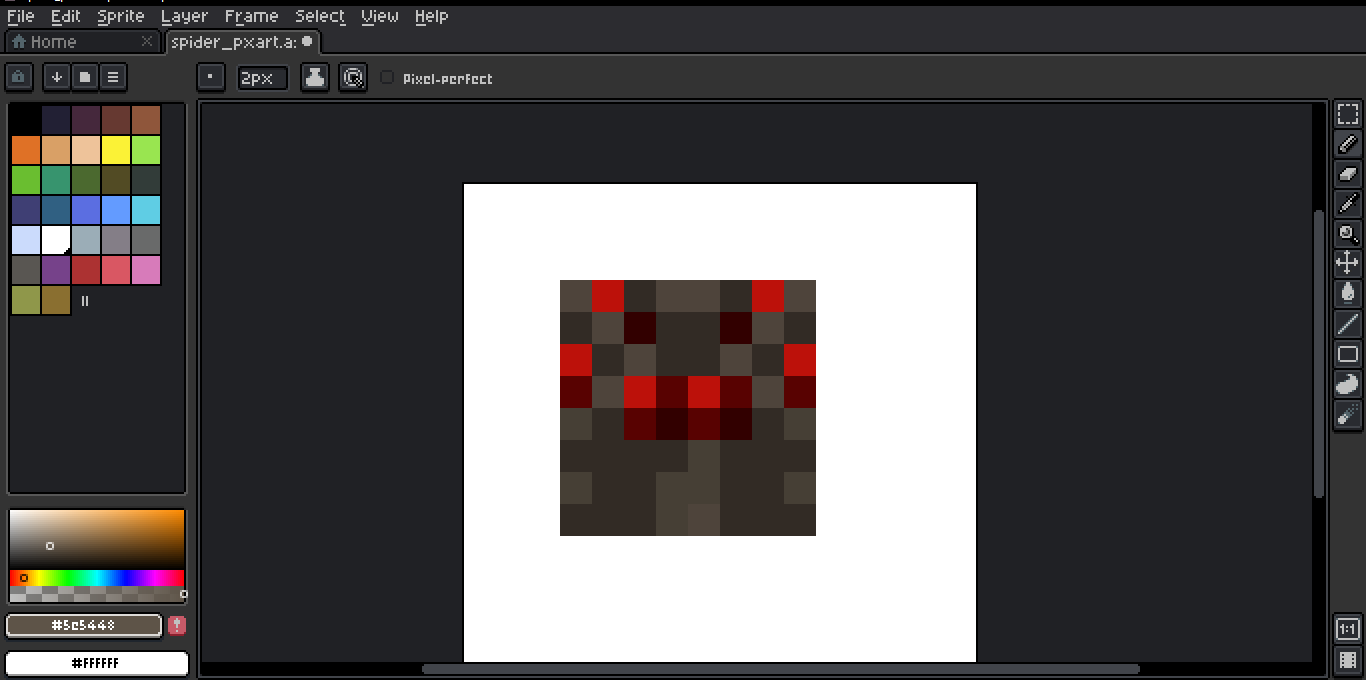 File Edit Sprite Layer Frame Select View Help
Home spider_pxart.a:
2px Pixel-perfect
1:1
#5c5448
#FFFFFF